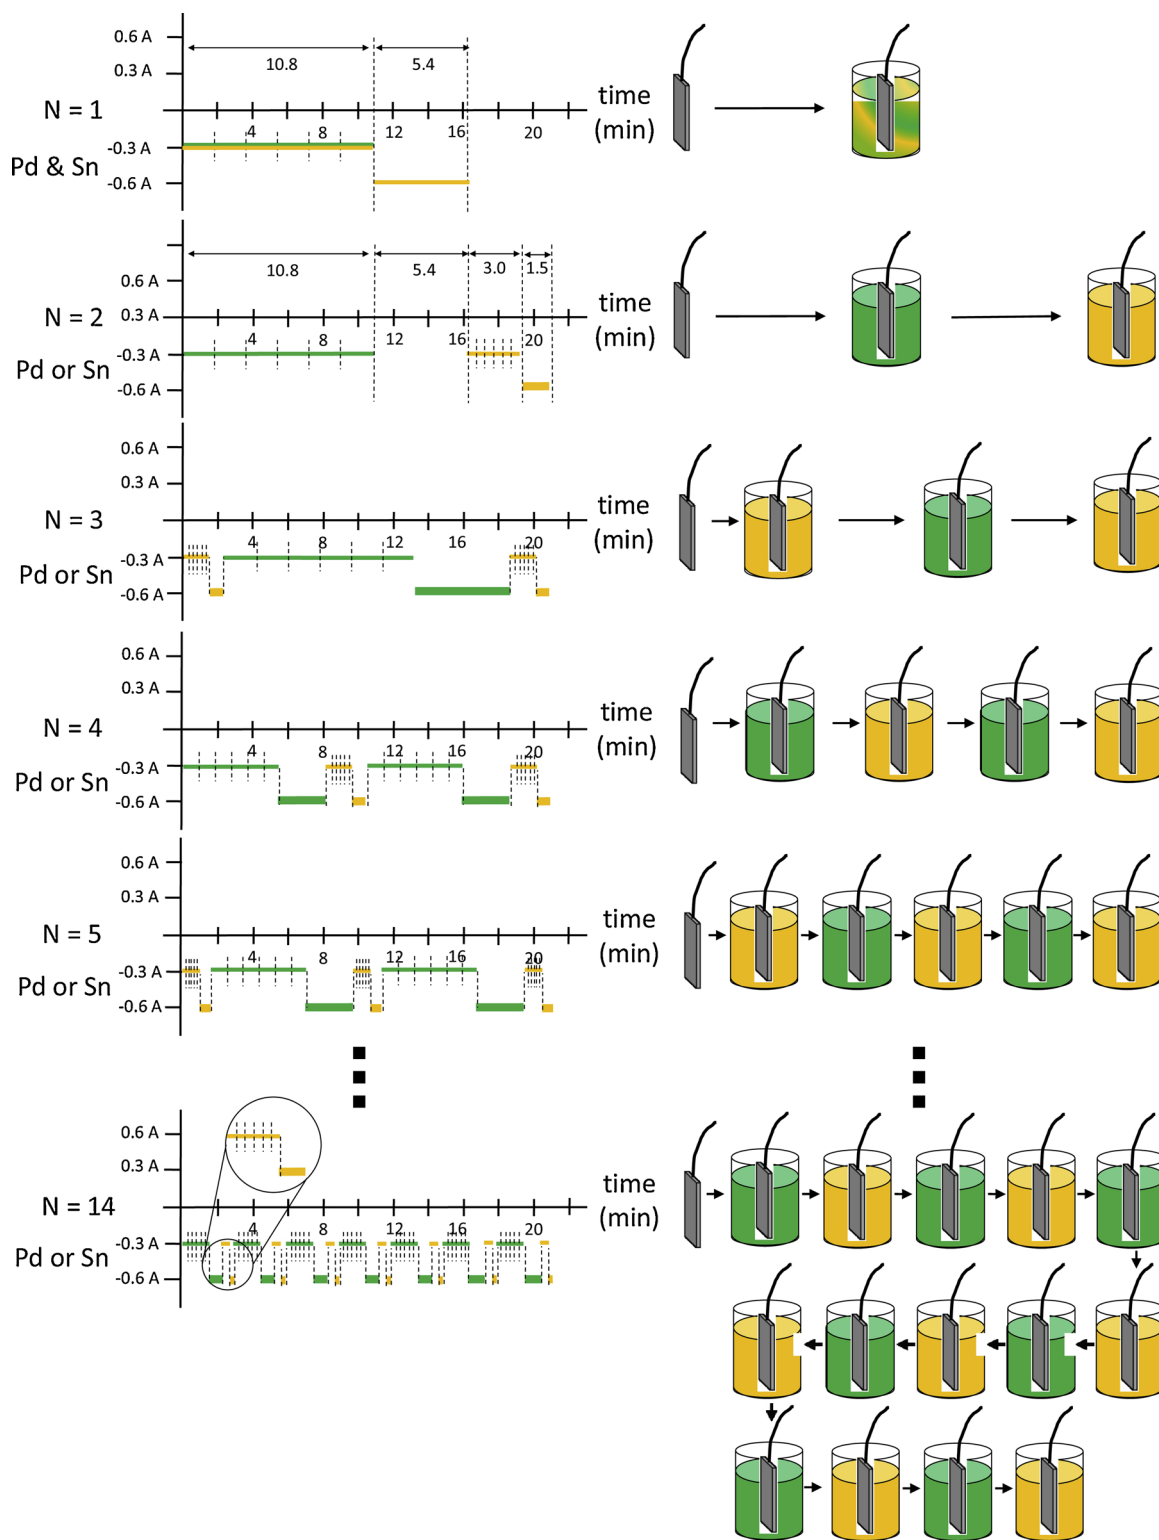 0.6 A
10.8 5.4
0.3 A
N = 1
time
(min)
4 8 12 16 20
-0.3 A
Pd & Sn
-0.6 A
10.8 5.4 3.0 1.5
0.6 A
N = 2
0.3 A
time
(min)
4 8 12 16 20
-0.3 A
Pd or Sn
-0.6 A
0.6 A
0.3 A
N = 3
time
(min)
4 8 12 16 20
-0.3 A
Pd or Sn
-0.6 A
0.6 A
0.3 A
N = 4
time
(min)
4 8 12 16 20
-0.3 A
Pd or Sn
-0.6 A
0.6 A
0.3 A
N = 5
time
(min)
4 8 12 16 20
-0.3 A
Pd or Sn
-0.6 A
0.6 A
0.3 A
N = 14
time
(min)
4 8 12 16 20
-0.3 A
Pd or Sn
-0.6 A